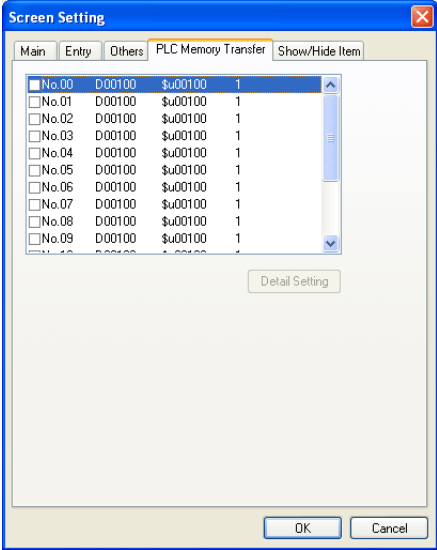 Screen Setting
Main Entry Others PLC Memory Transfer Show/Hide Item
No.00 D00100 $u00100 1
No.01 D00100 $u00100 1
No.02 D00100 $u00100 1
No.03 D00100 $u00100 1
No.04 D00100 $u00100 1
No.05 D00100 $u00100 1
No.06 D00100 $u00100 1
No.07 D00100 $u00100 1
No.08 D00100 $u00100 1
No.09 D00100 $u00100 1
Detail Setting
OK Cancel